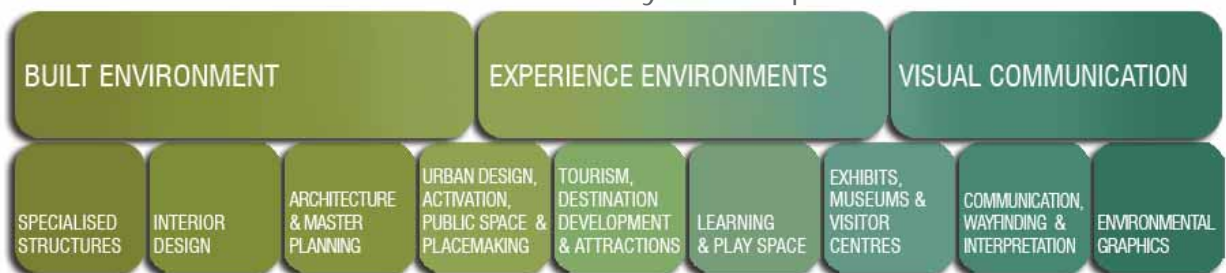 BUILT ENVIRONMENT
EXPERIENCE ENVIRONMENTS
VISUAL COMMUNICATION
SPECIALISED
STRUCTURES
INTERIOR
DESIGN
ARCHITECTURE
& MASTER
PLANNING
URBAN DESIGN,
ACTIVATION,
PUBLIC SPACE &
PLACEMAKING
TOURISM,
DESTINATION
DEVELOPMENT
& ATTRACTIONS
LEARNING
& PLAY SPACE
EXHIBITS,
MUSEUMS &
VISITOR
CENTRES
COMMUNICATION,
WAYFINDING &
INTERPRETATION
ENVIRONMENTAL
GRAPHICS